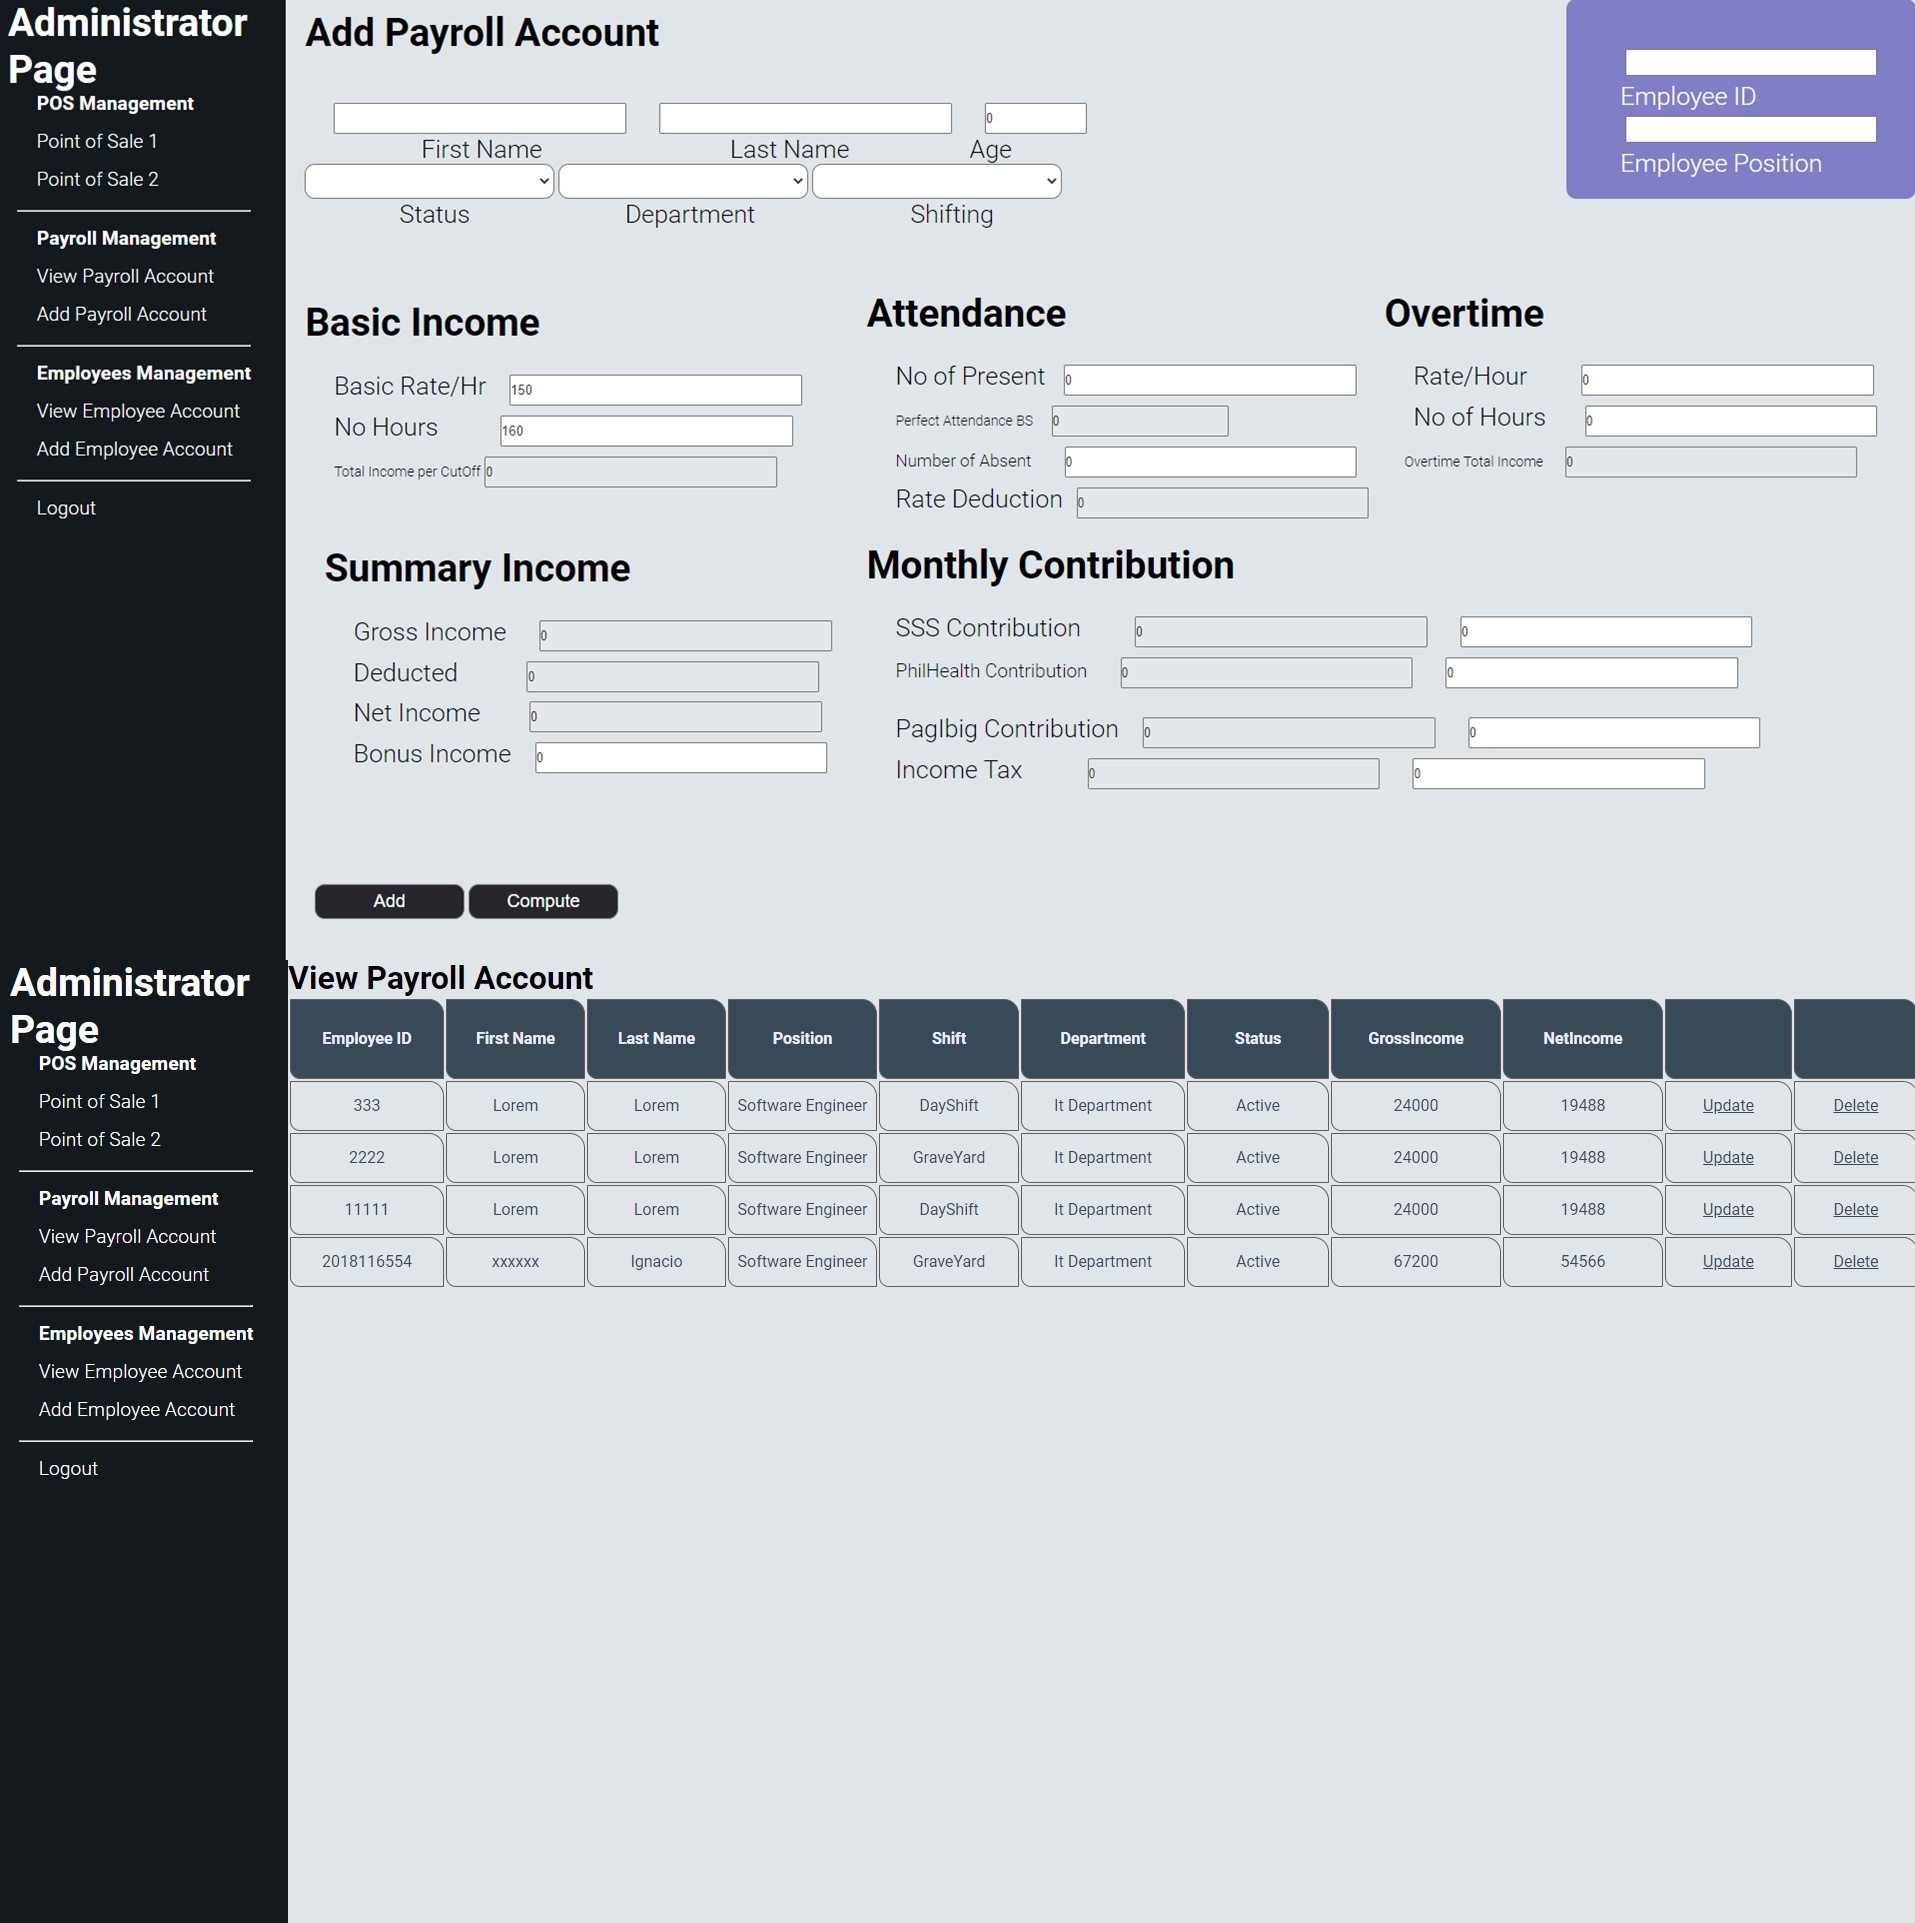 Administrator
Page
POS Management
Point of Sale 1
Point of Sale 2
Payroll Management
View Payroll Account
Add Payroll Account
Employees Management
View Employee Account
Add Employee Account
Logout
Add Payroll Account
First Name Last Name 0 Age
Status Department Shifting
Employee ID
Employee Position
Basic Income
Basic Rate/Hr 150
No Hours 160
Total Income per CutOff 0
Attendance
No of Present 0
Perfect Attendance BS 0
Number of Absent 0
Rate Deduction 0
Overtime
Rate/Hour 0
No of Hours 0
Overtime Total Income 0
Summary Income
Gross Income 0
Deducted 0
Net Income 0
Bonus Income 0
Monthly Contribution
SSS Contribution 0 0
PhilHealth Contribution 0 0
PagIbig Contribution 0 0
Income Tax 0 0
Add Compute
Administrator
Page
POS Management
Point of Sale 1
Point of Sale 2
Payroll Management
View Payroll Account
Add Payroll Account
Employees Management
View Employee Account
Add Employee Account
Logout
View Payroll Account
Employee ID First Name Last Name Position Shift Department Status GrossIncome NetIncome
333 Lorem Lorem Software Engineer DayShift It Department Active 24000 19488 Update Delete
2222 Lorem Lorem Software Engineer GraveYard It Department Active 24000 19488 Update Delete
11111 Lorem Lorem Software Engineer DayShift It Department Active 24000 19488 Update Delete
2018116554 xxxxxx Ignacio Software Engineer GraveYard It Department Active 67200 54566 Update Delete